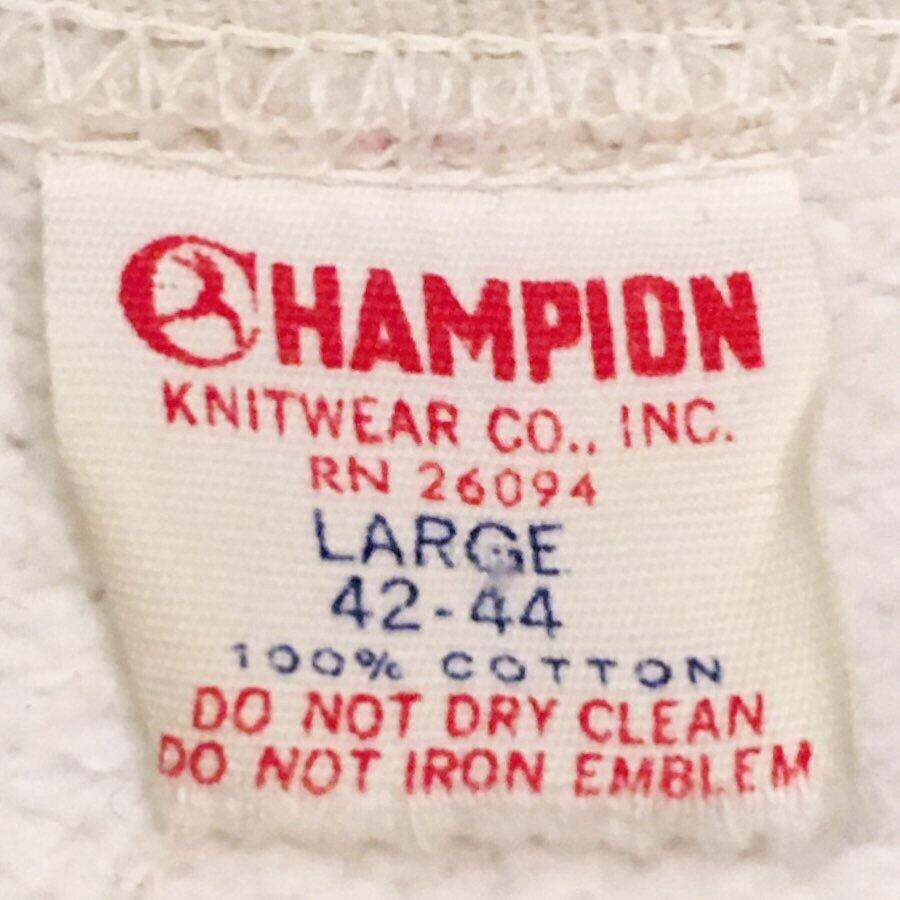 CHAMPION
KNITWEAR CO., INC.
RN 26094
LARGE
42-44
100% COTTON
DO NOT DRY CLEAN
DO NOT IRON EMBLEM